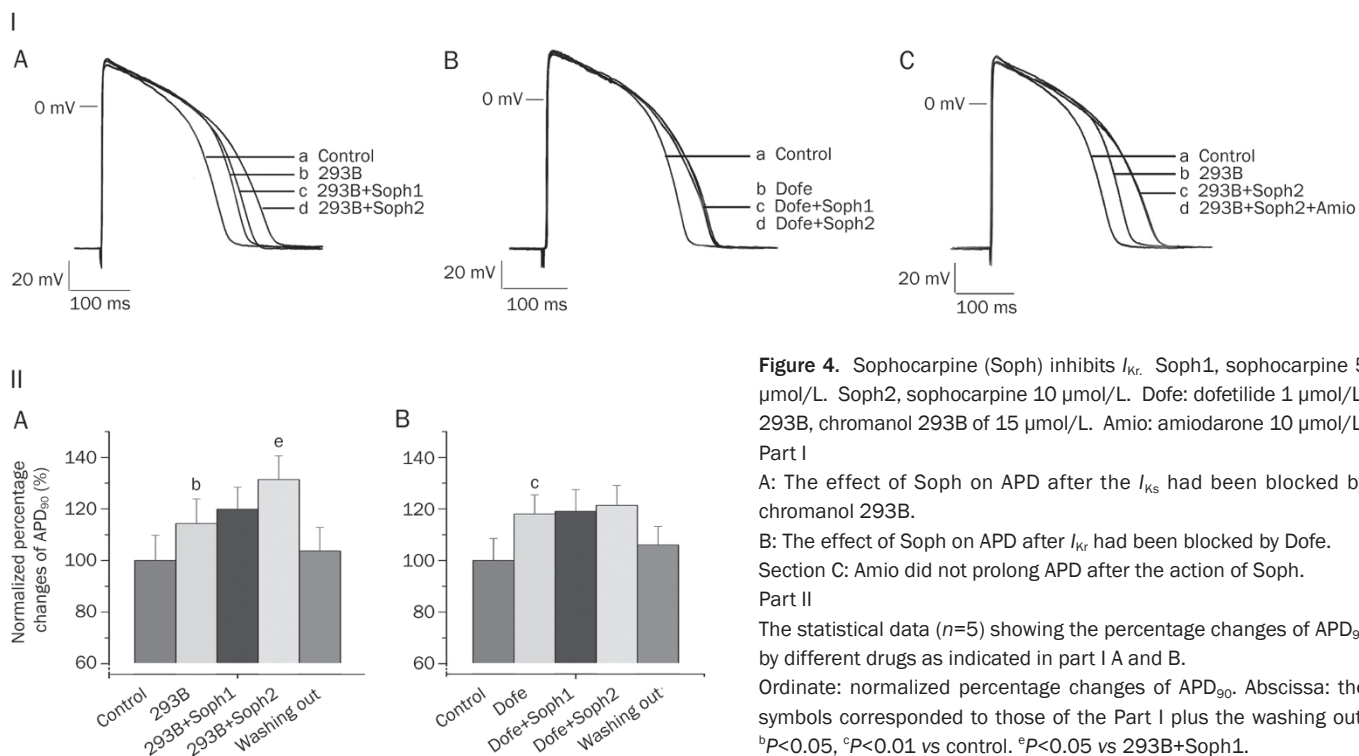 I
A
0 mV
a Control
b 293B
c 293B+Soph1
d 293B+Soph2
20 mV
100 ms
B
0 mV
a Control
b Dofe
c Dofe+Soph1
d Dofe+Soph2
20 mV
100 ms
C
0 mV
a Control
b 293B
c 293B+Soph2
d 293B+Soph2+Amio
20 mV
100 ms
II
A
Normalized percentage
changes of APD₉₀ (%)
140
120
100
80
60
b
e
Control
293B
293B+Soph1
293B+Soph2
Washing out
B
140
120
100
80
60
c
Control
Dofe
Dofe+Soph1
Dofe+Soph2
Washing out
Figure 4. Sophocarpine (Soph) inhibits I_Kr. Soph1, sophocarpine 5
µmol/L. Soph2, sophocarpine 10 µmol/L. Dofe: dofetilide 1 µmol/L
293B, chromanol 293B of 15 µmol/L. Amio: amiodarone 10 µmol/L
Part I
A: The effect of Soph on APD after the I_Ks had been blocked b
chromanol 293B.
B: The effect of Soph on APD after I_Kr had been blocked by Dofe.
Section C: Amio did not prolong APD after the action of Soph.
Part II
The statistical data (n=5) showing the percentage changes of APD₉
by different drugs as indicated in part I A and B.
Ordinate: normalized percentage changes of APD₉₀. Abscissa: the
symbols corresponded to those of the Part I plus the washing out
ᵇP<0.05, ᶜP<0.01 vs control. ᵉP<0.05 vs 293B+Soph1.